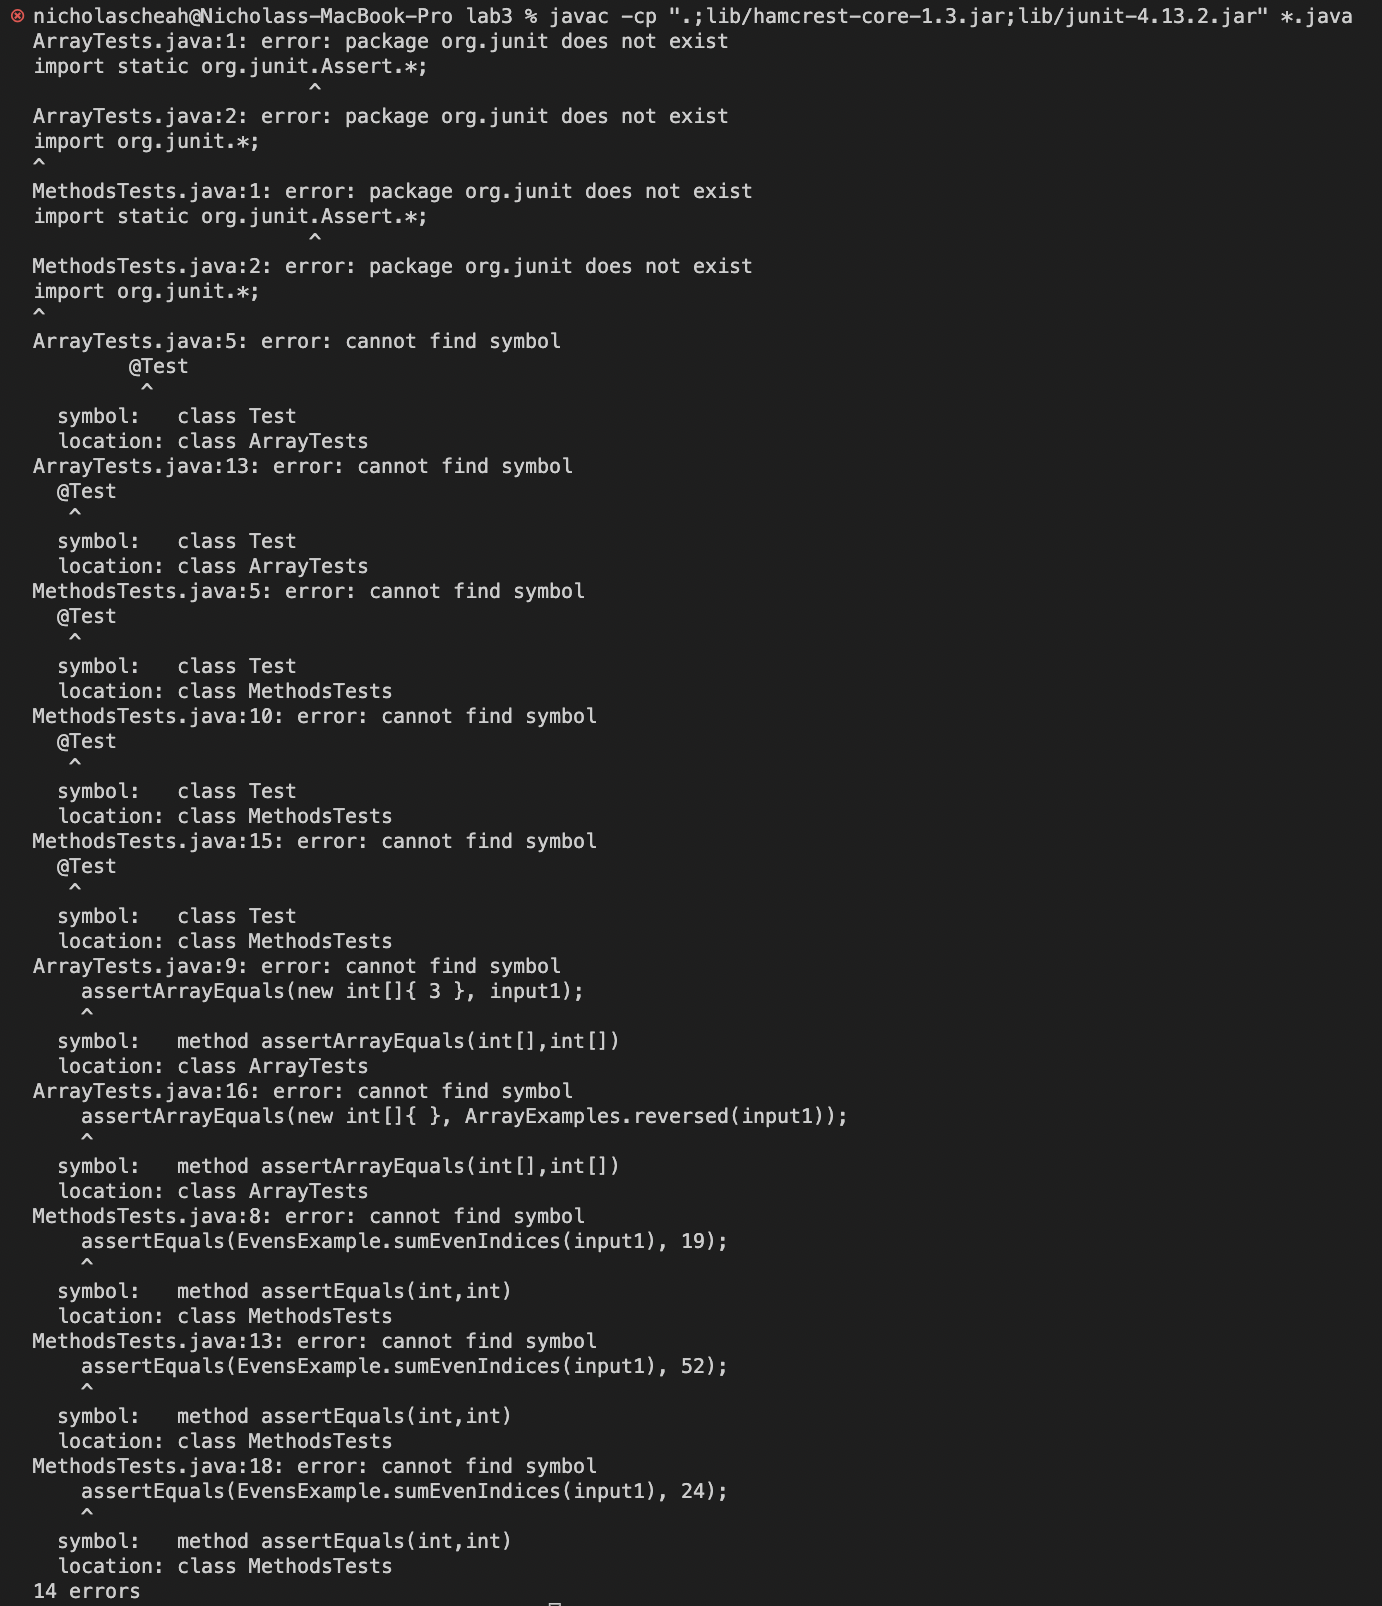 nicholascheah@Nicholass-MacBook-Pro lab3 % javac -cp ".;lib/hamcrest-core-1.3.jar;lib/junit-4.13.2.jar" *.java
ArrayTests.java:1: error: package org.junit does not exist
import static org.junit.Assert.*;
                       ^
ArrayTests.java:2: error: package org.junit does not exist
import org.junit.*;
^
MethodsTests.java:1: error: package org.junit does not exist
import static org.junit.Assert.*;
                       ^
MethodsTests.java:2: error: package org.junit does not exist
import org.junit.*;
^
ArrayTests.java:5: error: cannot find symbol
        @Test
         ^
  symbol:   class Test
  location: class ArrayTests
ArrayTests.java:13: error: cannot find symbol
  @Test
   ^
  symbol:   class Test
  location: class ArrayTests
MethodsTests.java:5: error: cannot find symbol
  @Test
   ^
  symbol:   class Test
  location: class MethodsTests
MethodsTests.java:10: error: cannot find symbol
  @Test
   ^
  symbol:   class Test
  location: class MethodsTests
MethodsTests.java:15: error: cannot find symbol
  @Test
   ^
  symbol:   class Test
  location: class MethodsTests
ArrayTests.java:9: error: cannot find symbol
    assertArrayEquals(new int[]{ 3 }, input1);
    ^
  symbol:   method assertArrayEquals(int[],int[])
  location: class ArrayTests
ArrayTests.java:16: error: cannot find symbol
    assertArrayEquals(new int[]{ }, ArrayExamples.reversed(input1));
    ^
  symbol:   method assertArrayEquals(int[],int[])
  location: class ArrayTests
MethodsTests.java:8: error: cannot find symbol
    assertEquals(EvensExample.sumEvenIndices(input1), 19);
    ^
  symbol:   method assertEquals(int,int)
  location: class MethodsTests
MethodsTests.java:13: error: cannot find symbol
    assertEquals(EvensExample.sumEvenIndices(input1), 52);
    ^
  symbol:   method assertEquals(int,int)
  location: class MethodsTests
MethodsTests.java:18: error: cannot find symbol
    assertEquals(EvensExample.sumEvenIndices(input1), 24);
    ^
  symbol:   method assertEquals(int,int)
  location: class MethodsTests
14 errors